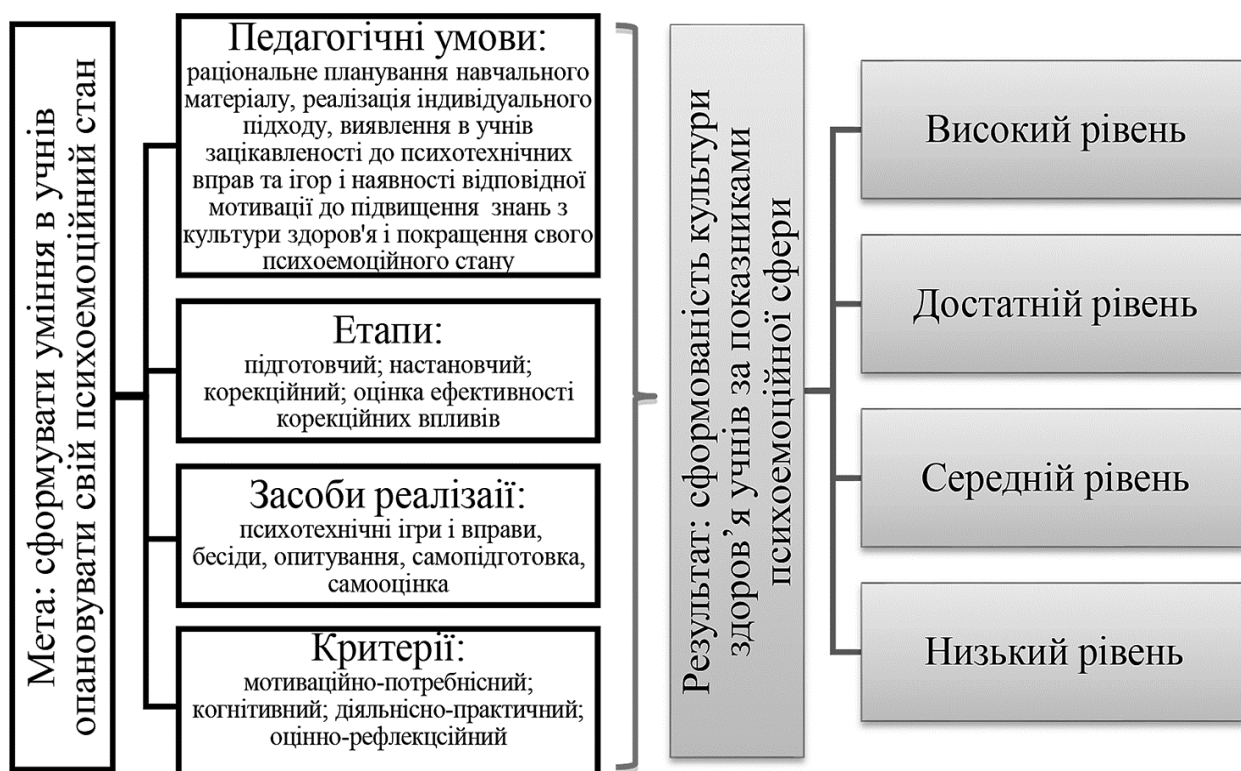 Мета: сформувати уміння в учнів
опановувати свій психоемоційний стан
Педагогічні умови:
раціональне планування навчального
матеріалу, реалізація індивідуального
підходу, виявлення в учнів
зацікавленості до психотехнічних
вправ та ігор і наявності відповідної
мотивації до підвищення знань з
культури здоров'я і покращення свого
психоемоційного стану
Етапи:
підготовчий; настановчий;
корекційний; оцінка ефективності
корекційних впливів
Засоби реалізаії:
психотехнічні ігри і вправи,
бесіди, опитування, самопідготовка,
самооцінка
Критерії:
мотиваційно-потребнісний;
когнітивний; діяльнісно-практичний;
оцінно-рефлекцсійний
Результат: сформованість культури
здоров’я учнів за показниками
психоемоційної сфери
Високий рівень
Достатній рівень
Середній рівень
Низький рівень